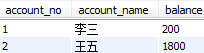 account_no account_name balance
1 李三 200
2 王五 1800